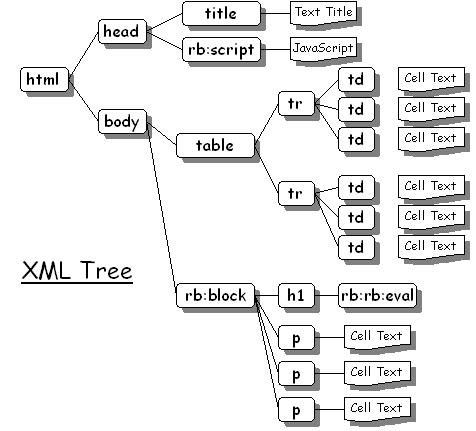 title
Text Title
head
rb:script
JavaScript
html
td
Cell Text
tr
td
Cell Text
body
td
Cell Text
table
td
Cell Text
tr
td
Cell Text
td
Cell Text
XML Tree
rb:block
h1
rb:rb:eval
p
Cell Text
p
Cell Text
p
Cell Text